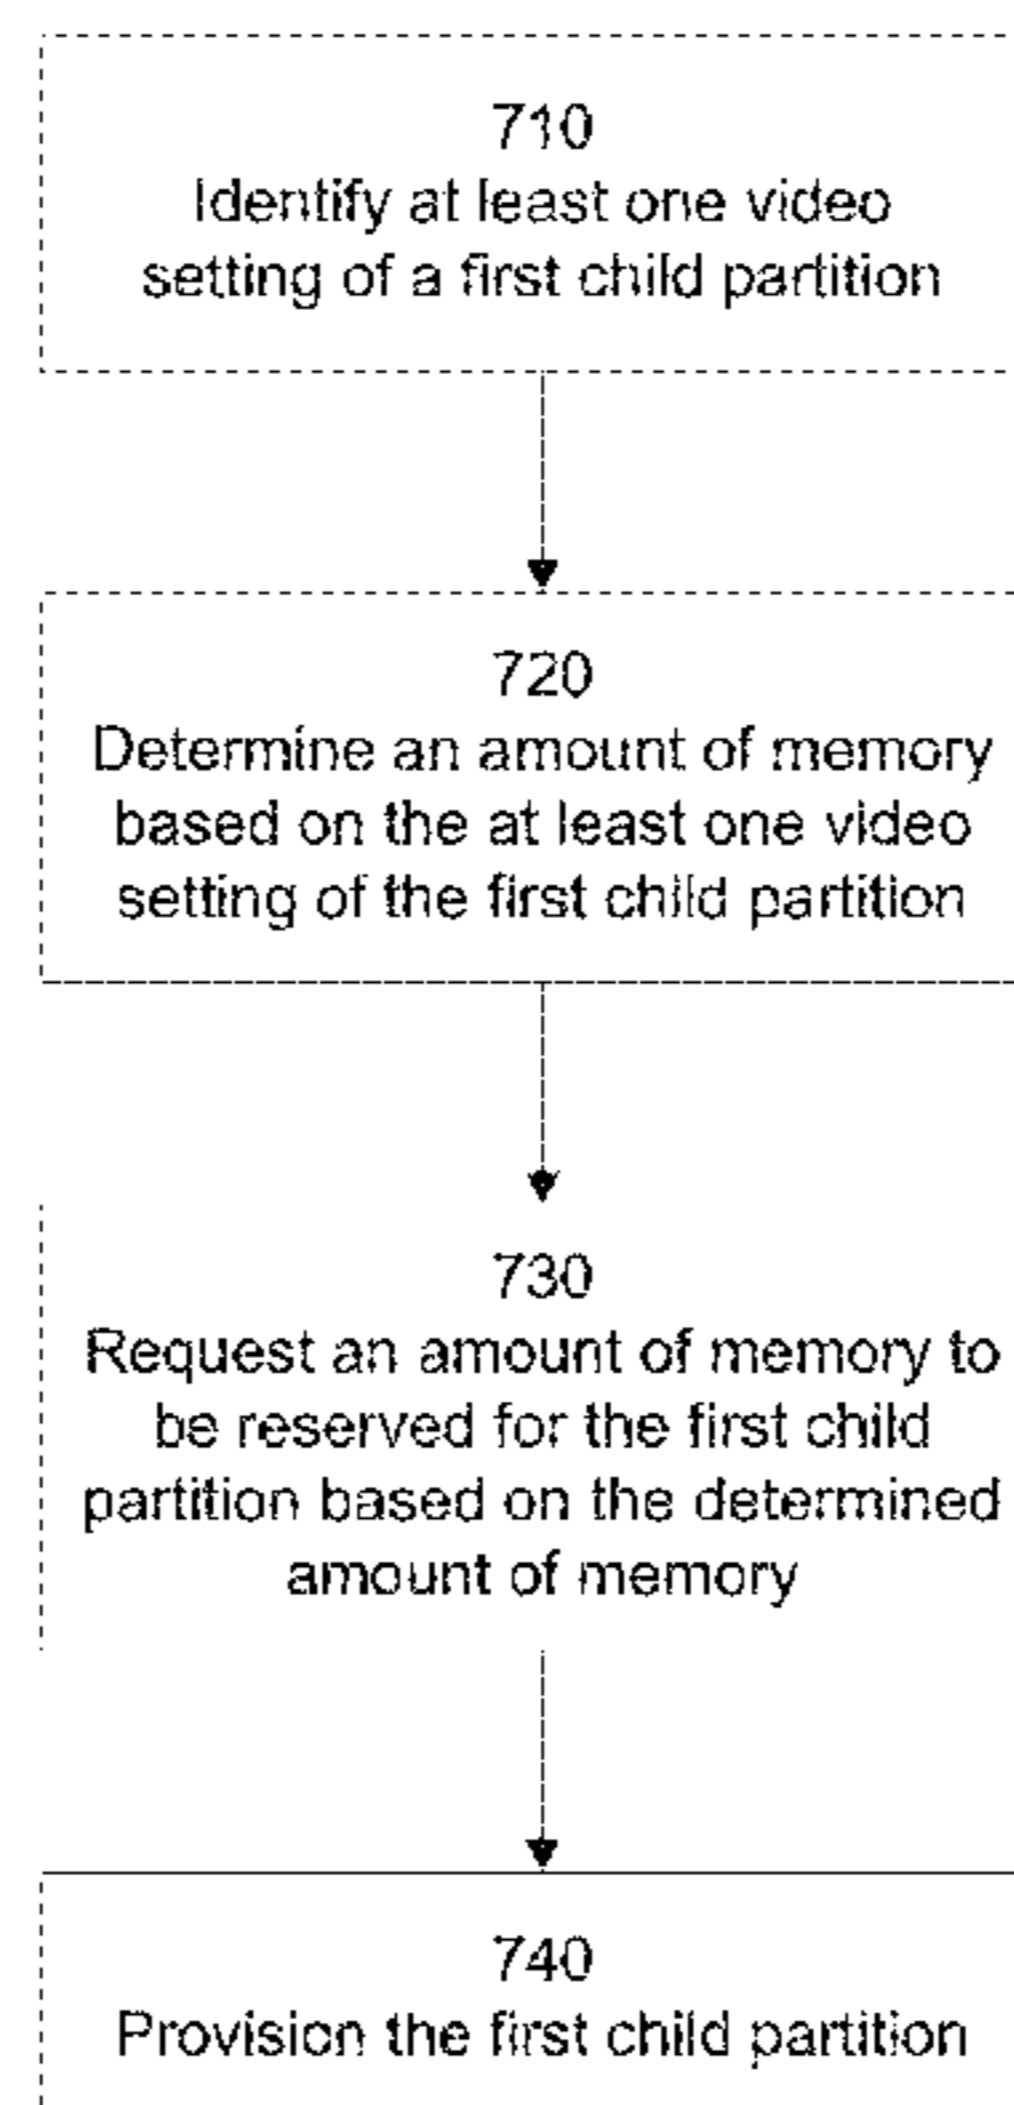 710
Identify at least one video
setting of a first child partition
720
Determine an amount of memory
based on the at least one video
setting of the first child partition
730
Request an amount of memory to
be reserved for the first child
partition based on the determined
amount of memory
740
Provision the first child partition